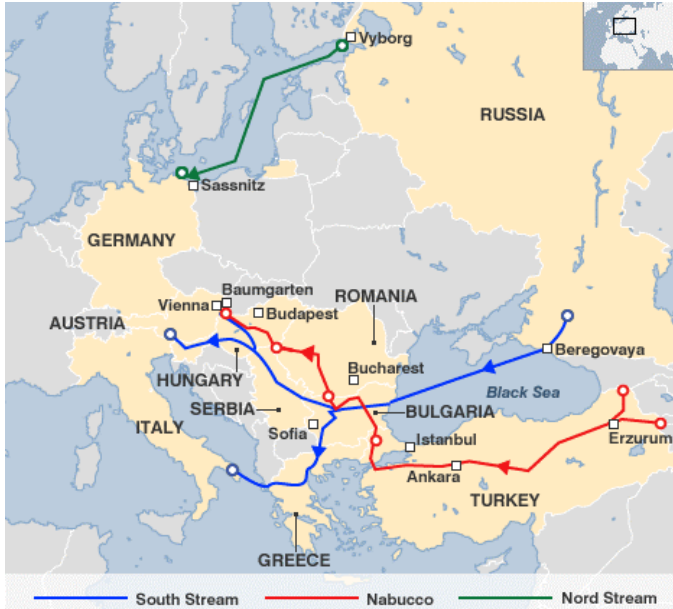 Vyborg
RUSSIA
Sassnitz
GERMANY
Baumgarten
Vienna
Budapest
ROMANIA
AUSTRIA
Beregovaya
Bucharest
HUNGARY
Black Sea
SERBIA
BULGARIA
ITALY
Sofia
Istanbul
Erzurum
Ankara
TURKEY
GREECE
South Stream
Nabucco
Nord Stream